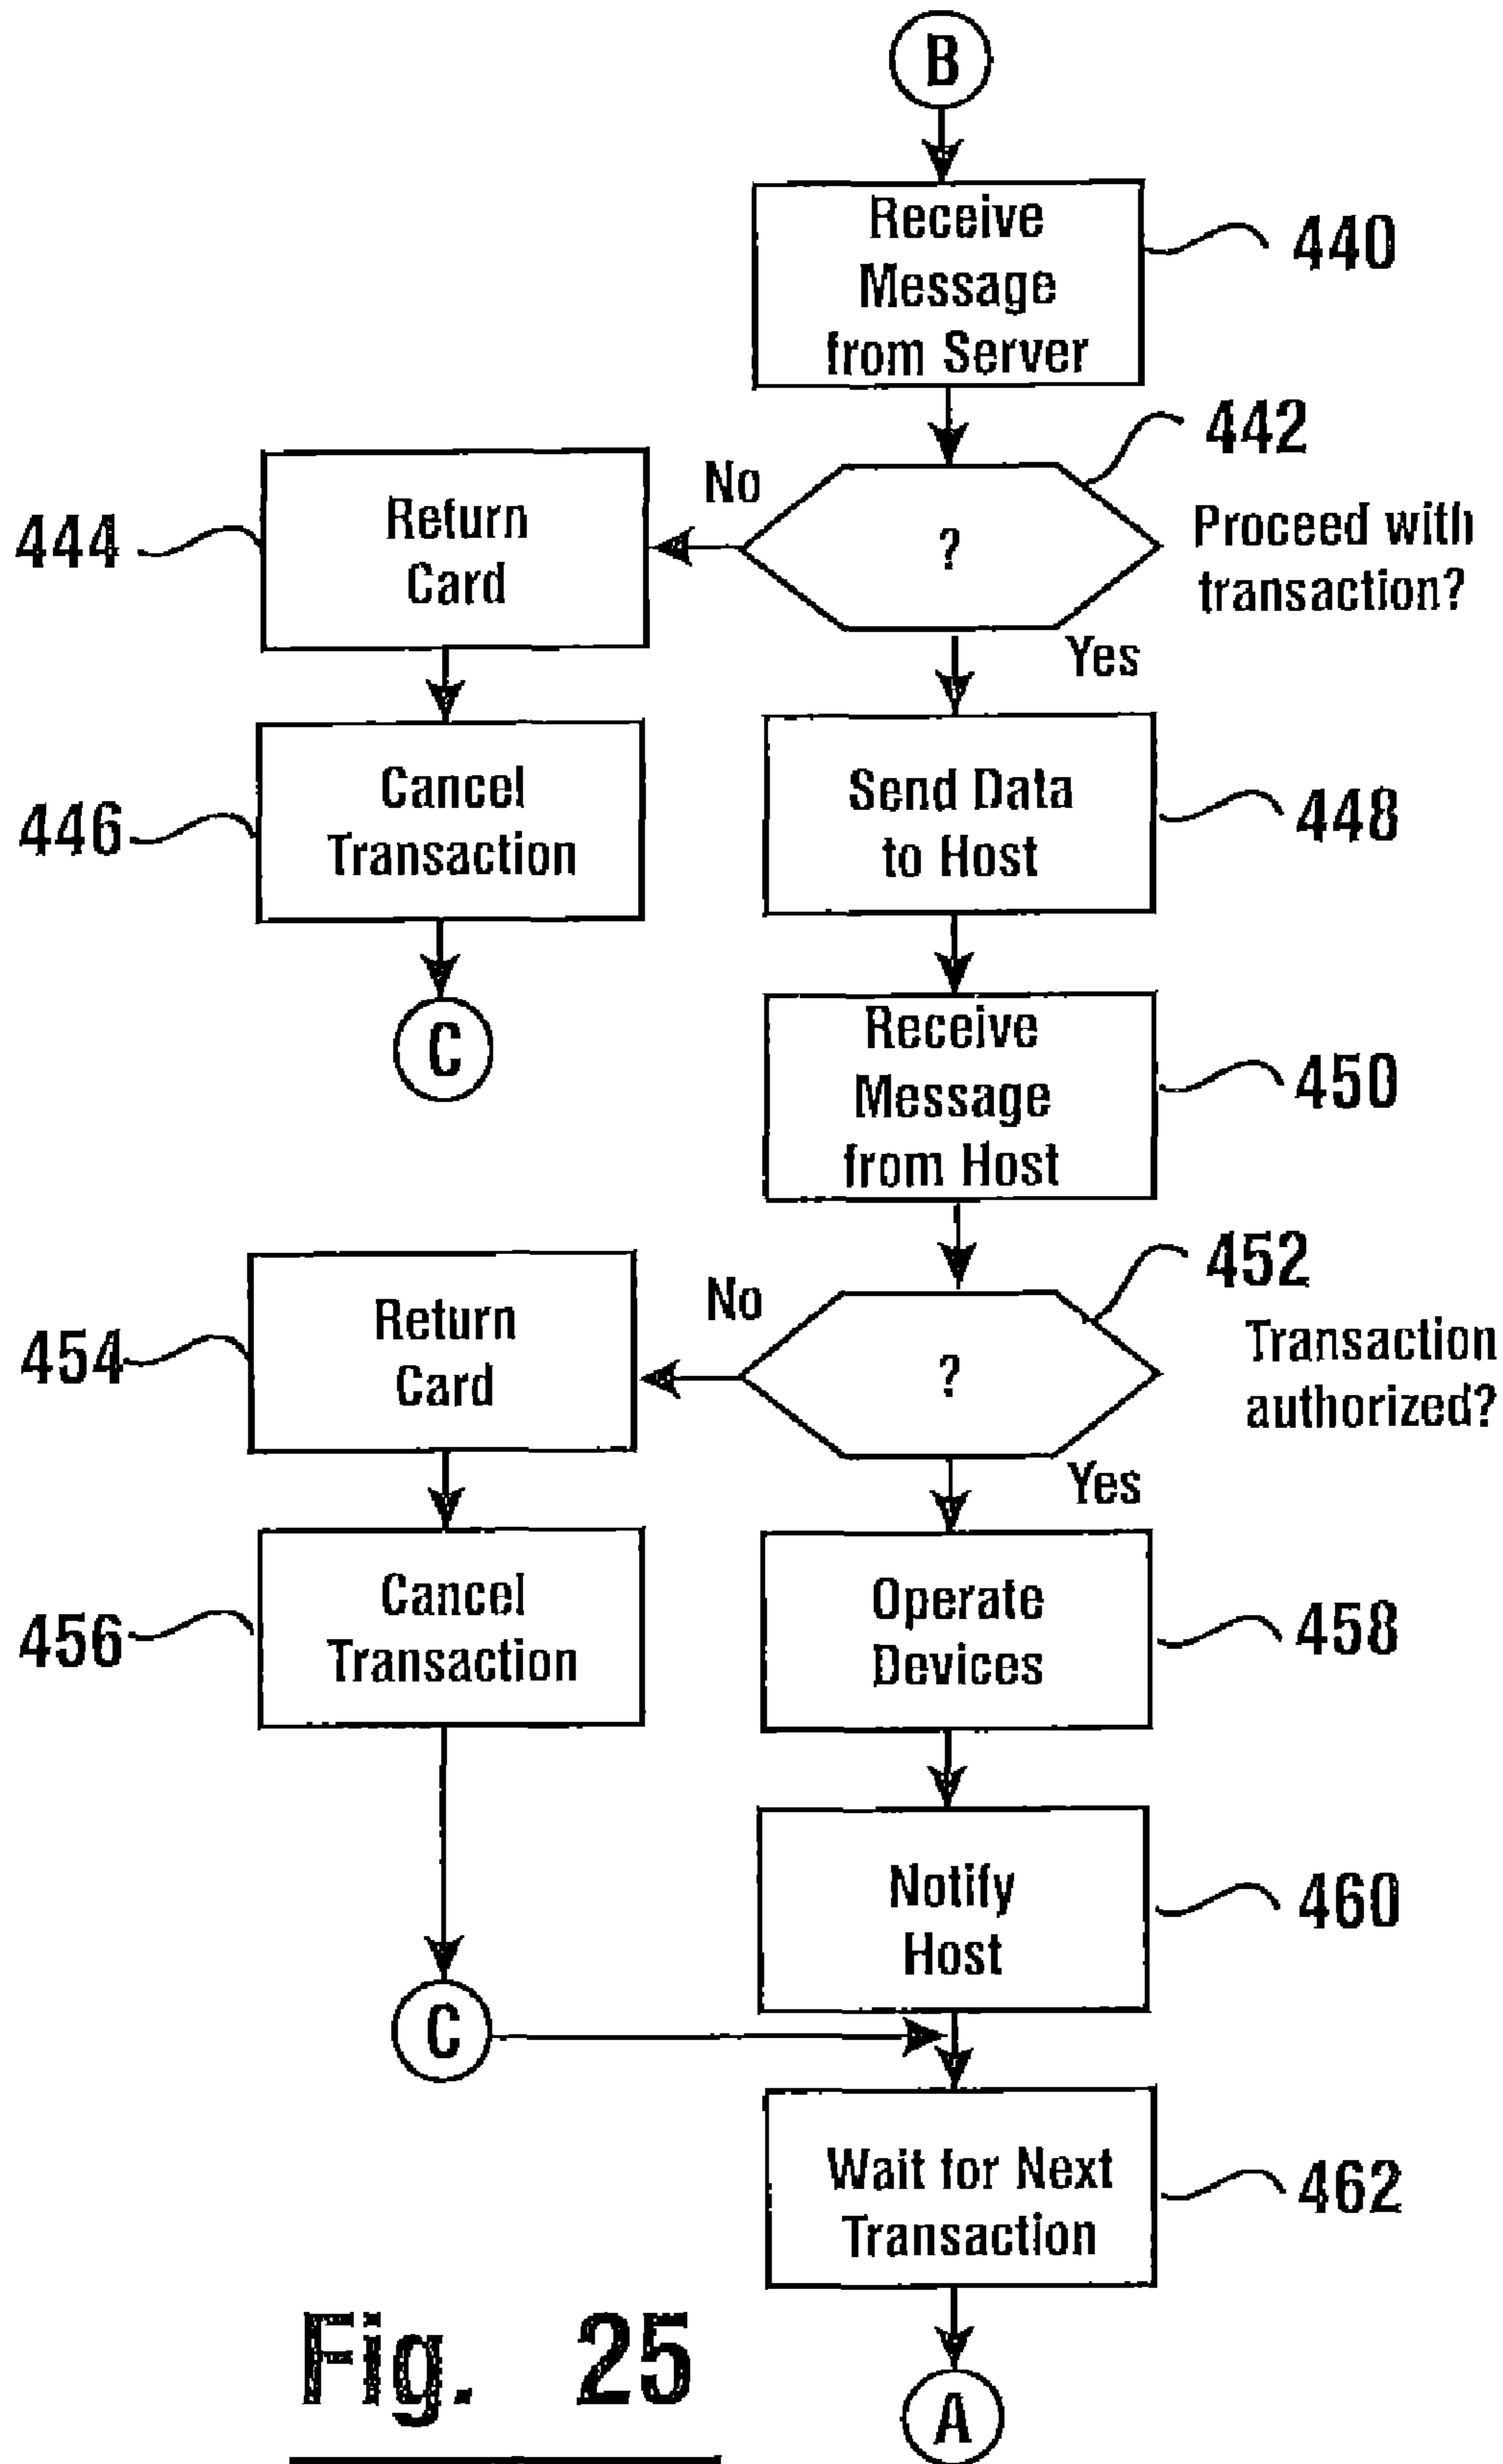 B
Receive
Message
from Server
440
442
No
?
Proceed with
transaction?
444
Return
Card
Yes
446
Cancel
Transaction
Send Data
to Host
448
C
Receive
Message
from Host
450
452
No
?
Transaction
authorized?
454
Return
Card
Yes
456
Cancel
Transaction
Operate
Devices
458
Notify
Host
460
C
Wait for Next
Transaction
462
Fig. 25
A